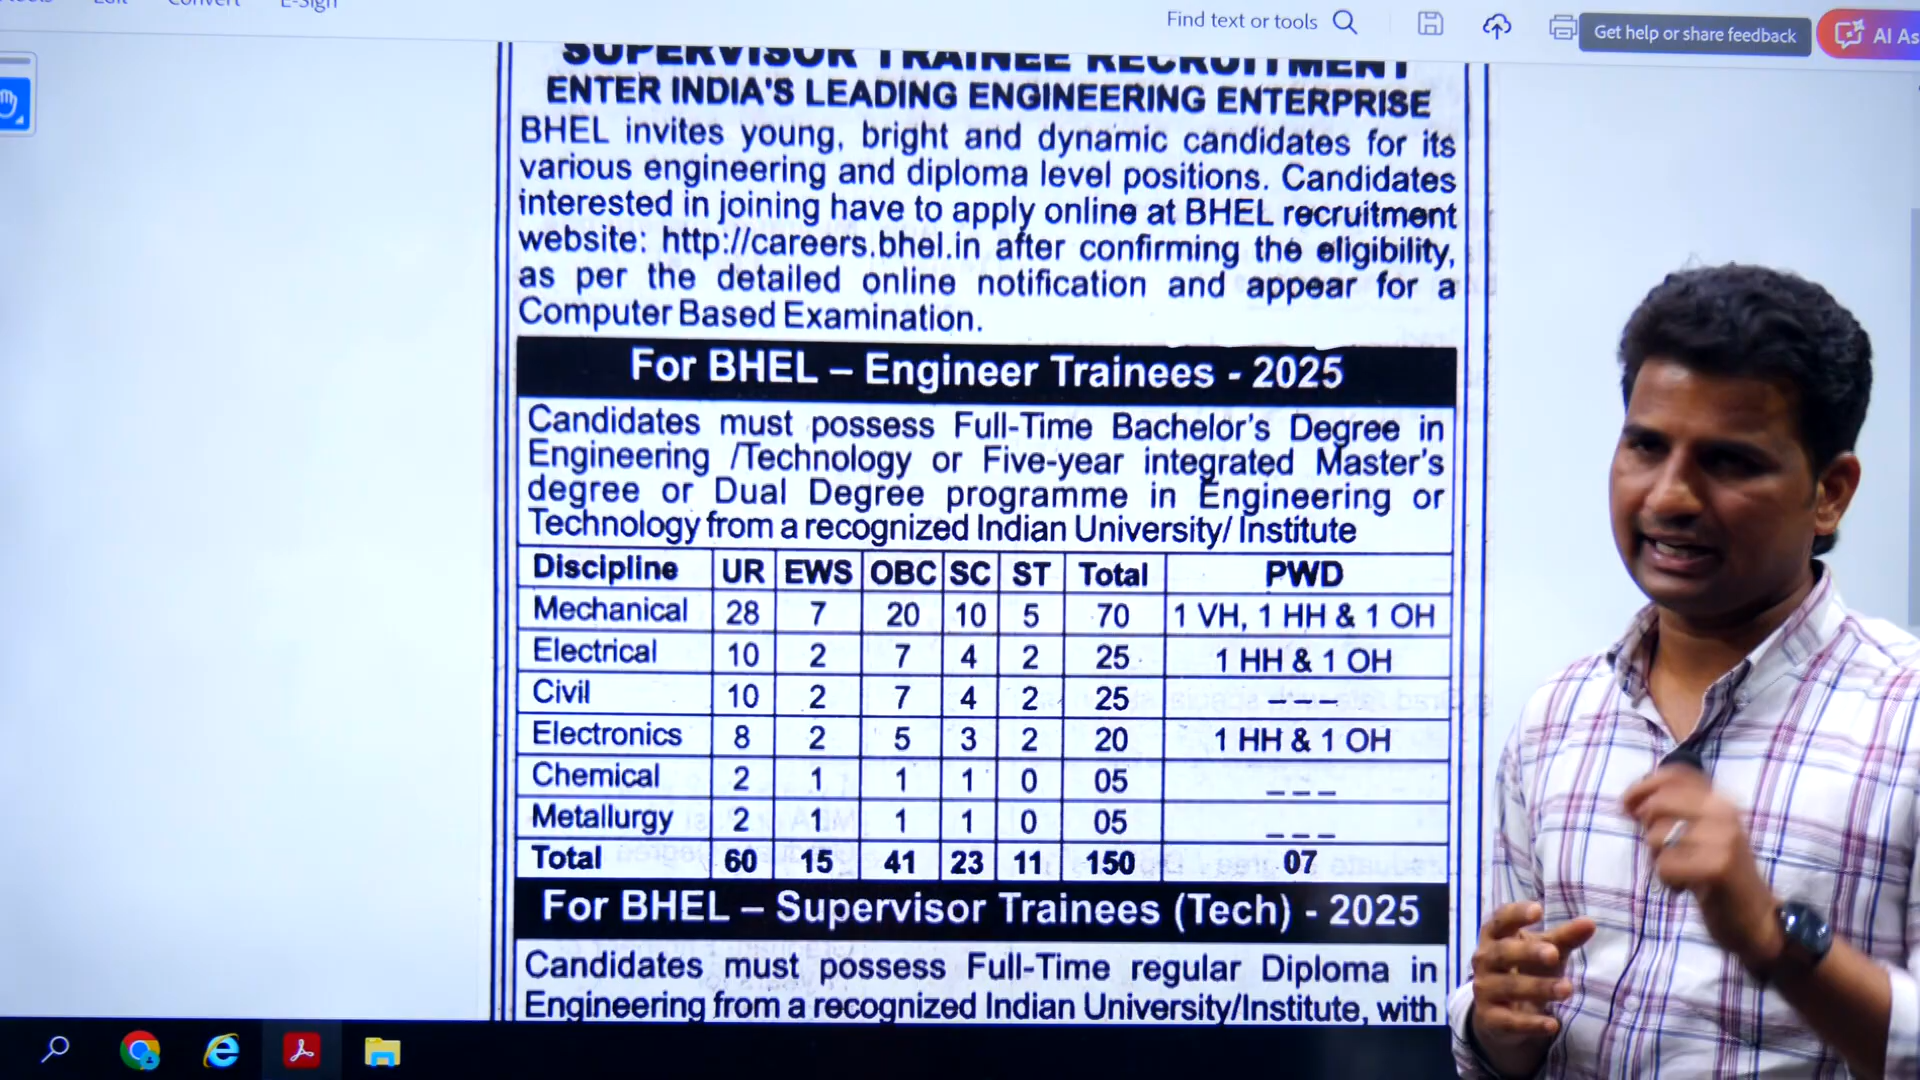 Edit Convert E-Sign
Find text or tools
Get help or share feedback
AI As
SUPERVISOR TRAINEE RECRUITMENT
ENTER INDIA'S LEADING ENGINEERING ENTERPRISE
BHEL invites young, bright and dynamic candidates for its
various engineering and diploma level positions. Candidates
interested in joining have to apply online at BHEL recruitment
website: http://careers.bhel.in after confirming the eligibility,
as per the detailed online notification and appear for a
Computer Based Examination.
For BHEL – Engineer Trainees - 2025
Candidates must possess Full-Time Bachelor's Degree in
Engineering /Technology or Five-year integrated Master's
degree or Dual Degree programme in Engineering or
Technology from a recognized Indian University/ Institute
Discipline UR EWS OBC SC ST Total PWD
Mechanical 28 7 20 10 5 70 1 VH, 1 HH & 1 OH
Electrical 10 2 7 4 2 25 1 HH & 1 OH
Civil 10 2 7 4 2 25 ---
Electronics 8 2 5 3 2 20 1 HH & 1 OH
Chemical 2 1 1 1 0 05 ---
Metallurgy 2 1 1 1 0 05 ---
Total 60 15 41 23 11 150 07
For BHEL – Supervisor Trainees (Tech) - 2025
Candidates must possess Full-Time regular Diploma in
Engineering from a recognized Indian University/Institute, with